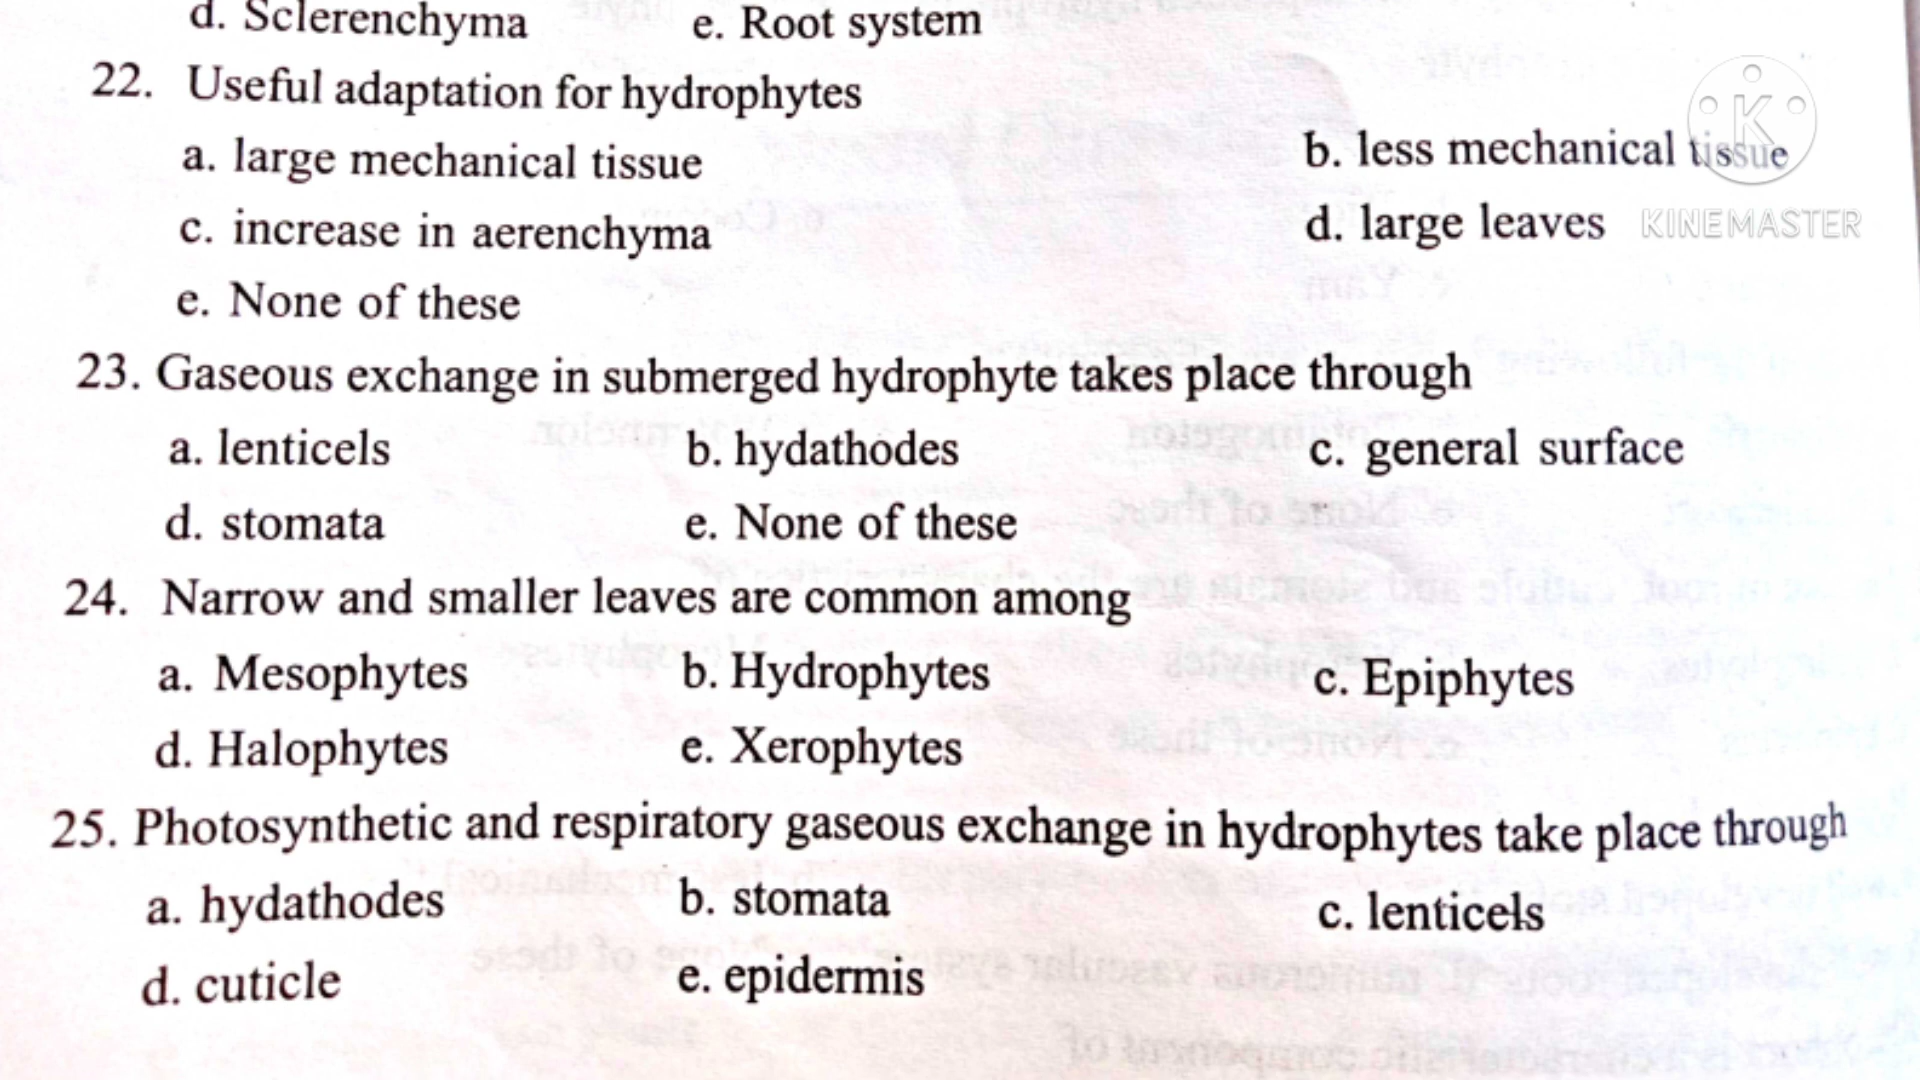 d. Sclerenchyma e. Root system
22. Useful adaptation for hydrophytes
a. large mechanical tissue b. less mechanical tissue
c. increase in aerenchyma d. large leaves
KINEMASTER
e. None of these
23. Gaseous exchange in submerged hydrophyte takes place through
a. lenticels b. hydathodes c. general surface
d. stomata e. None of these
24. Narrow and smaller leaves are common among
a. Mesophytes b. Hydrophytes c. Epiphytes
d. Halophytes e. Xerophytes
25. Photosynthetic and respiratory gaseous exchange in hydrophytes take place through
a. hydathodes b. stomata c. lenticels
d. cuticle e. epidermis